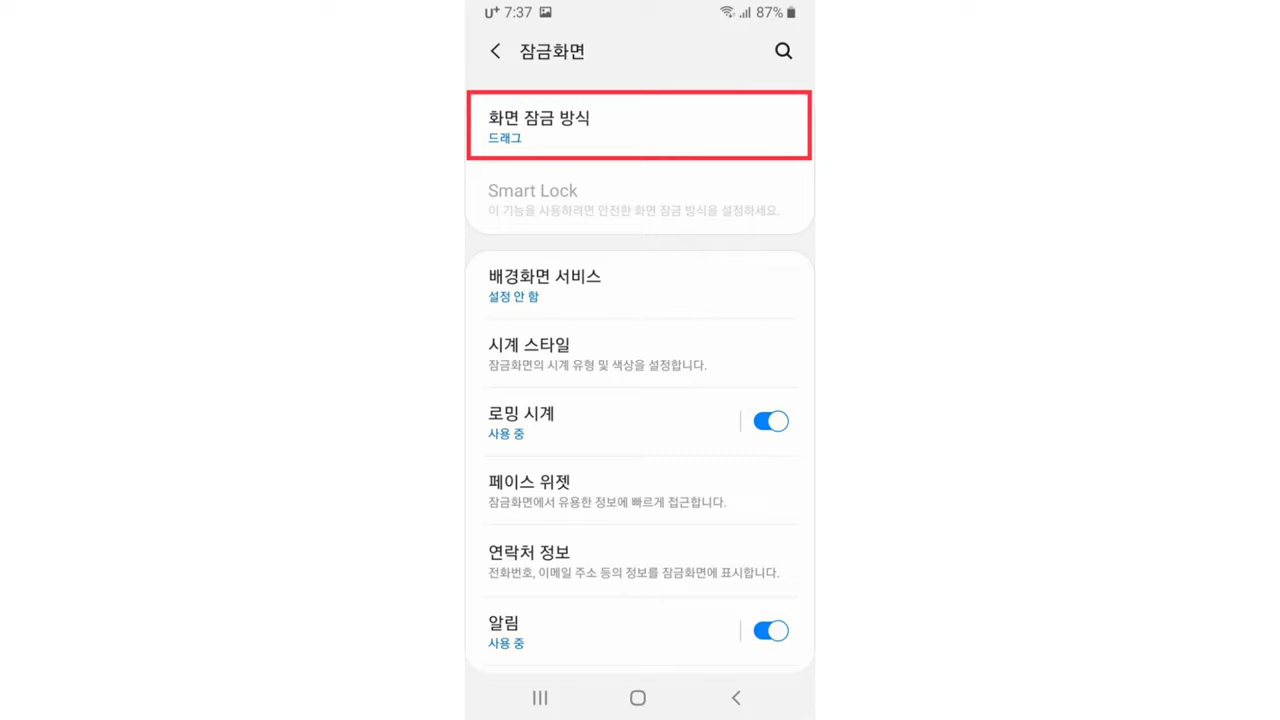 U⁺ 7:37 87%
잠금화면
화면 잠금 방식
드래그
Smart Lock
이 기능을 사용하려면 안전한 화면 잠금 방식을 설정하세요.
배경화면 서비스
설정 안 함
시계 스타일
잠금화면의 시계 유형 및 색상을 설정합니다.
로밍 시계
사용 중
페이스 위젯
잠금화면에서 유용한 정보에 빠르게 접근합니다.
연락처 정보
전화번호, 이메일 주소 등의 정보를 잠금화면에 표시합니다.
알림
사용 중